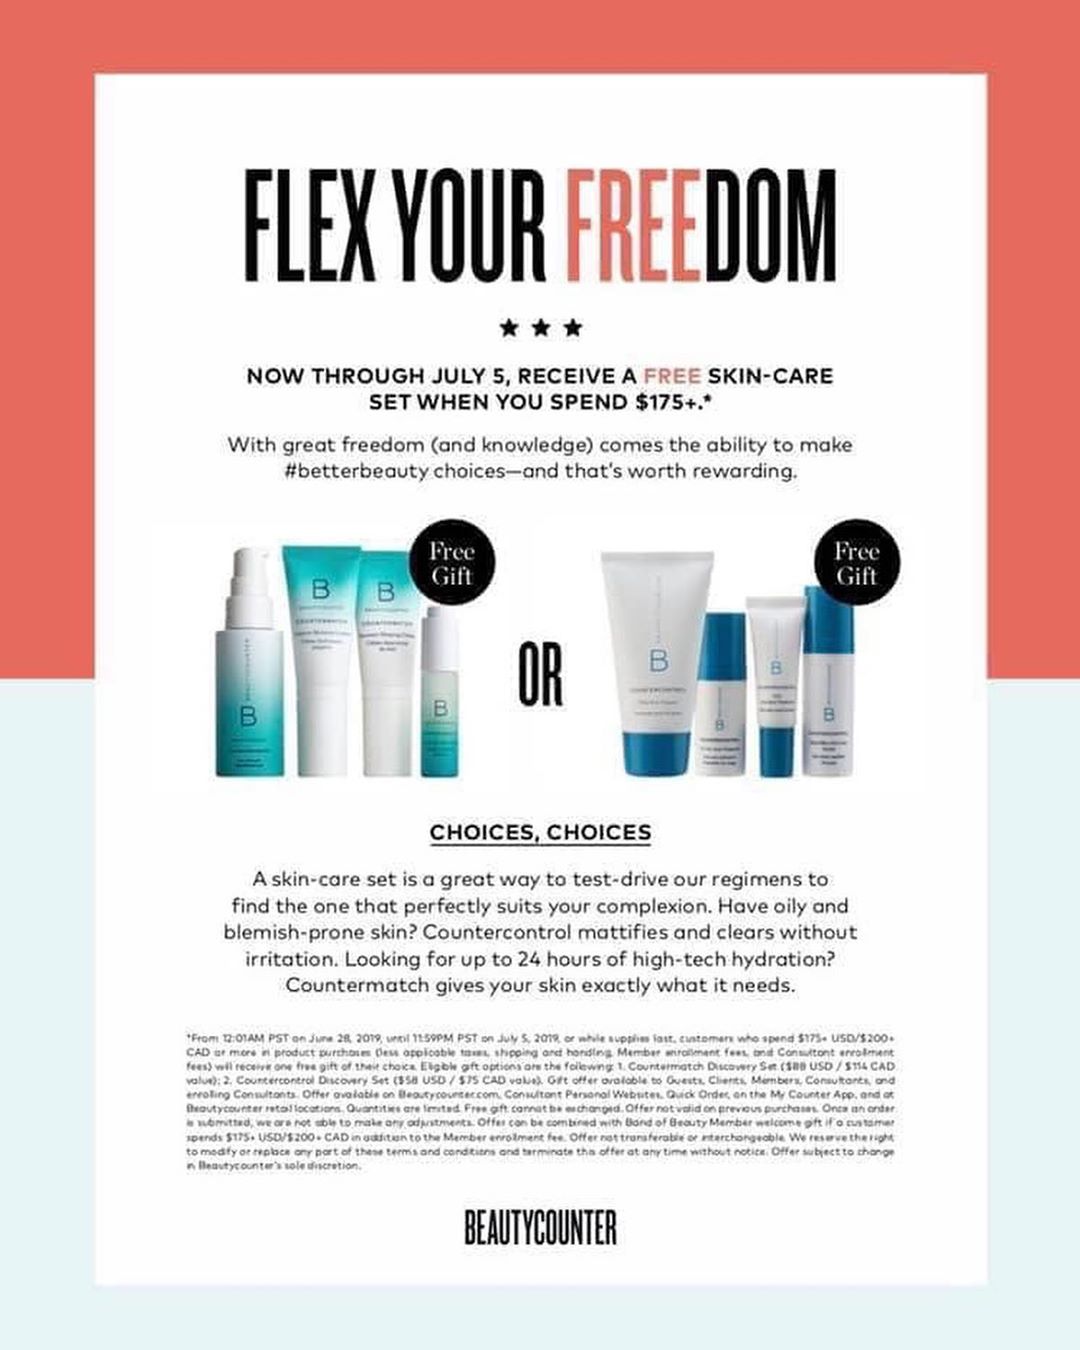 FLEX YOUR FREEDOM
NOW THROUGH JULY 5, RECEIVE A FREE SKIN-CARE
SET WHEN YOU SPEND $175+.*
With great freedom (and knowledge) comes the ability to make
#betterbeauty choices—and that's worth rewarding.
Free
Gift
Free
Gift
B
BEAUTYCOUNTER
B
BEAUTYCOUNTER
COUNTERMATCH
B
BEAUTYCOUNTER
COUNTERMATCH
B
OR
B
COUNTERCONTROL
B
B
B
CHOICES, CHOICES
A skin-care set is a great way to test-drive our regimens to
find the one that perfectly suits your complexion. Have oily and
blemish-prone skin? Countercontrol mattifies and clears without
irritation. Looking for up to 24 hours of high-tech hydration?
Countermatch gives your skin exactly what it needs.
*From 12:01AM PST on June 28, 2019, until 11:59PM PST on July 5, 2019, or while supplies last, customers who spend $175+ USD/$200+
CAD or more in product purchases (less applicable taxes, shipping and handling, Member enrollment fees, and Consultant enrollment
fees) will receive one free gift of their choice. Eligible gift options are the following: 1. Countermatch Discovery Set ($88 USD / $114 CAD
value); 2. Countercontrol Discovery Set ($58 USD / $75 CAD value). Gift offer available to Guests, Clients, Members, Consultants, and
enrolling Consultants. Offer available on Beautycounter.com, Consultant Personal Websites, Quick Order, on the My Counter App, and at
Beautycounter retail locations. Quantities are limited. Free gift cannot be exchanged. Offer not valid on previous purchases. Once an order
is submitted, we are not able to make any adjustments. Offer can be combined with Band of Beauty Member welcome gift if a customer
spends $175+ USD/$200+ CAD in addition to the Member enrollment fee. Offer not transferable or interchangeable. We reserve the right
to modify or replace any part of these terms and conditions and terminate this offer at any time without notice. Offer subject to change
in Beautycounter's sole discretion.
BEAUTYCOUNTER